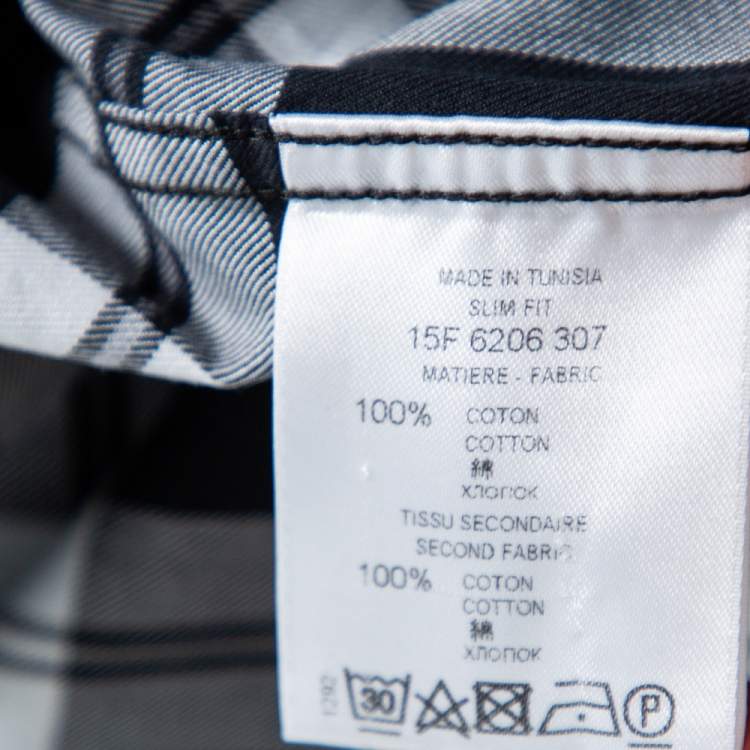 MADE IN TUNISIA
SLIM FIT
15F 6206 307
MATIERE - FABRIC
100% COTON
COTTON
綿
ХЛОПОК
TISSU SECONDAIRE
SECOND FABRIC
100% COTON
COTTON
綿
ХЛОПОК
1292
30
P